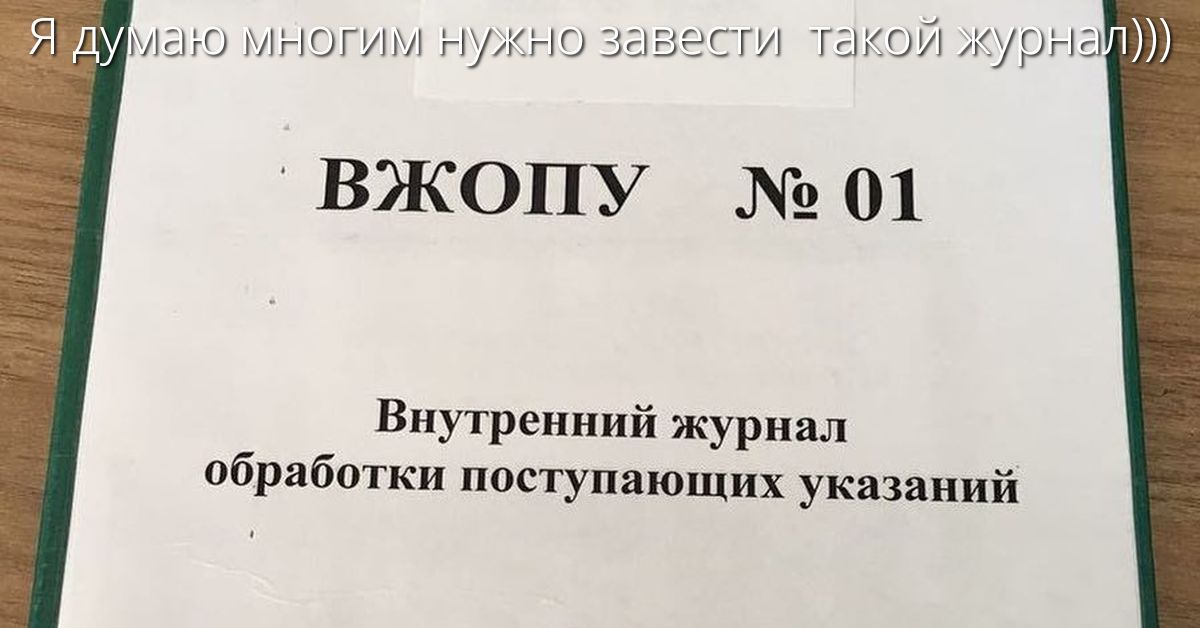 Я думаю многим нужно завести такой журнал)))
ВЖОПУ № 01
Внутренний журнал
обработки поступающих указаний